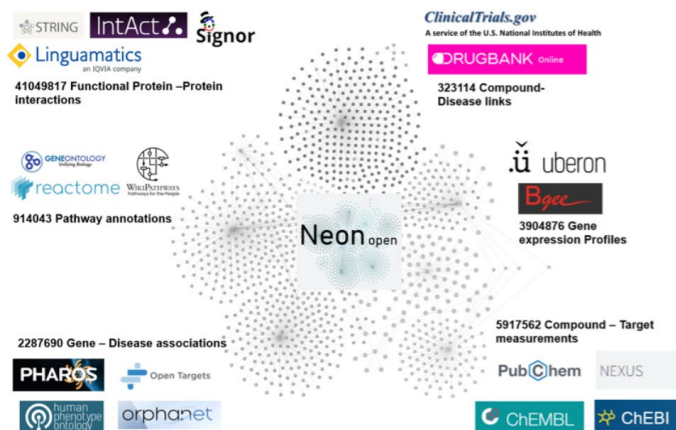 STRING
IntAct
Signor
Linguamatics
an IQVIA company
41049817 Functional Protein –Protein
interactions
ClinicalTrials.gov
A service of the U.S. National Institutes of Health
DRUGBANK Online
323114 Compound-
Disease links
GENEONTOLOGY
Unifying Biology
reactome
WIKIPATHWAYS
Pathways for the People
914043 Pathway annotations
Neon open
.ü uberon
Bgee
3904876 Gene
expression Profiles
2287690 Gene – Disease associations
PHAROS
Open Targets
human
phenotype
ontology
orphanet
5917562 Compound – Target
measurements
PubChem
NEXUS
ChEMBL
ChEBI